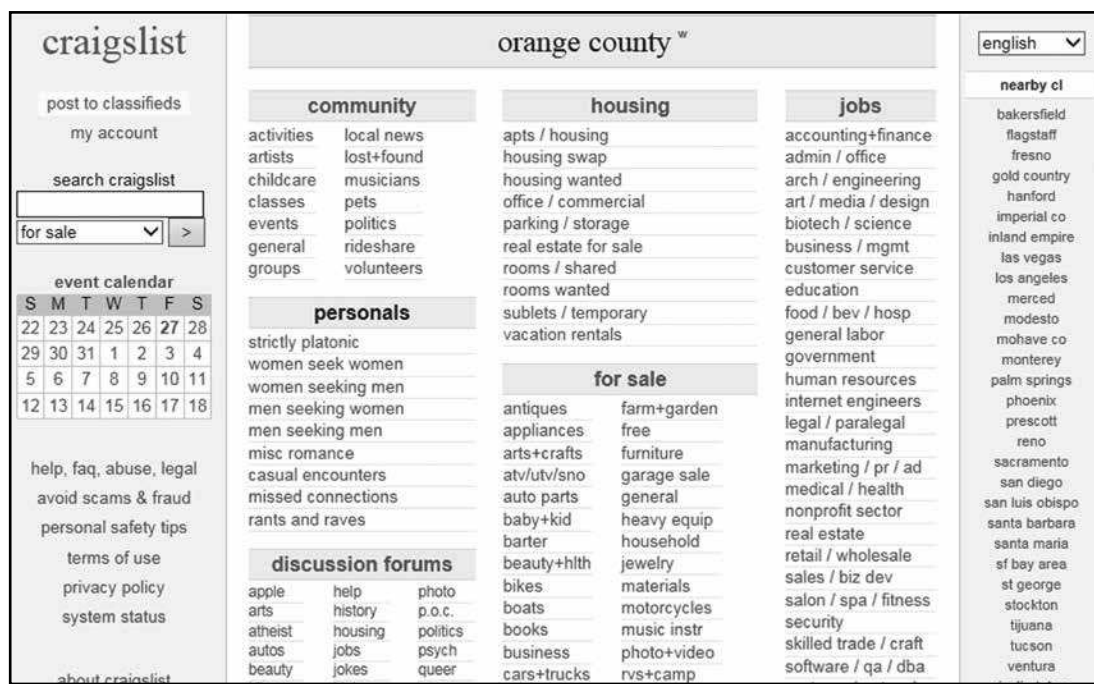 craigslist
post to classifieds
my account
search craigslist
for sale >
event calendar
S M T W T F S
22 23 24 25 26 27 28
29 30 31 1 2 3 4
5 6 7 8 9 10 11
12 13 14 15 16 17 18
help, faq, abuse, legal
avoid scams & fraud
personal safety tips
terms of use
privacy policy
system status
about craigslist
orange county w
community
activities local news
artists lost+found
childcare musicians
classes pets
events politics
general rideshare
groups volunteers
personals
strictly platonic
women seek women
women seeking men
men seeking women
men seeking men
misc romance
casual encounters
missed connections
rants and raves
discussion forums
apple help photo
arts history p.o.c.
atheist housing politics
autos jobs psych
beauty jokes queer
housing
apts / housing
housing swap
housing wanted
office / commercial
parking / storage
real estate for sale
rooms / shared
rooms wanted
sublets / temporary
vacation rentals
for sale
antiques farm+garden
appliances free
arts+crafts furniture
atv/utv/sno garage sale
auto parts general
baby+kid heavy equip
barter household
beauty+hlth jewelry
bikes materials
boats motorcycles
books music instr
business photo+video
cars+trucks rvs+camp
jobs
accounting+finance
admin / office
arch / engineering
art / media / design
biotech / science
business / mgmt
customer service
education
food / bev / hosp
general labor
government
human resources
internet engineers
legal / paralegal
manufacturing
marketing / pr / ad
medical / health
nonprofit sector
real estate
retail / wholesale
sales / biz dev
salon / spa / fitness
security
skilled trade / craft
software / qa / dba
english
nearby cl
bakersfield
flagstaff
fresno
gold country
hanford
imperial co
inland empire
las vegas
los angeles
merced
modesto
mohave co
monterey
palm springs
phoenix
prescott
reno
sacramento
san diego
san luis obispo
santa barbara
santa maria
sf bay area
st george
stockton
tijuana
tucson
ventura